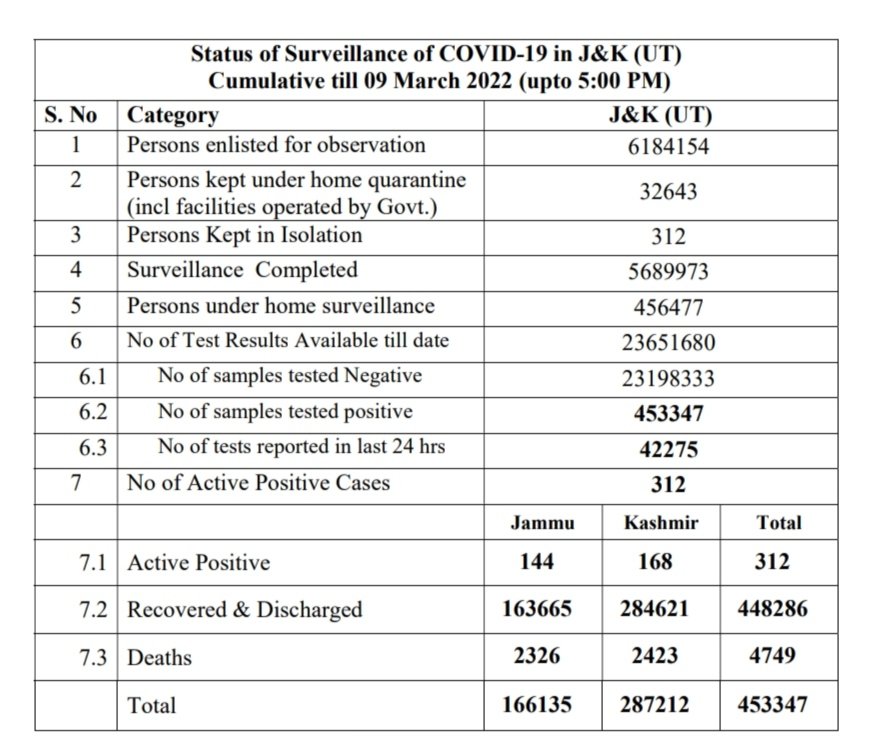 Status of Surveillance of COVID-19 in J&K (UT)
Cumulative till 09 March 2022 (upto 5:00 PM)
S. No Category J&K (UT)
1 Persons enlisted for observation 6184154
2 Persons kept under home quarantine
(incl facilities operated by Govt.) 32643
3 Persons Kept in Isolation 312
4 Surveillance Completed 5689973
5 Persons under home surveillance 456477
6 No of Test Results Available till date 23651680
6.1 No of samples tested Negative 23198333
6.2 No of samples tested positive 453347
6.3 No of tests reported in last 24 hrs 42275
7 No of Active Positive Cases 312
Jammu Kashmir Total
7.1 Active Positive 144 168 312
7.2 Recovered & Discharged 163665 284621 448286
7.3 Deaths 2326 2423 4749
Total 166135 287212 453347